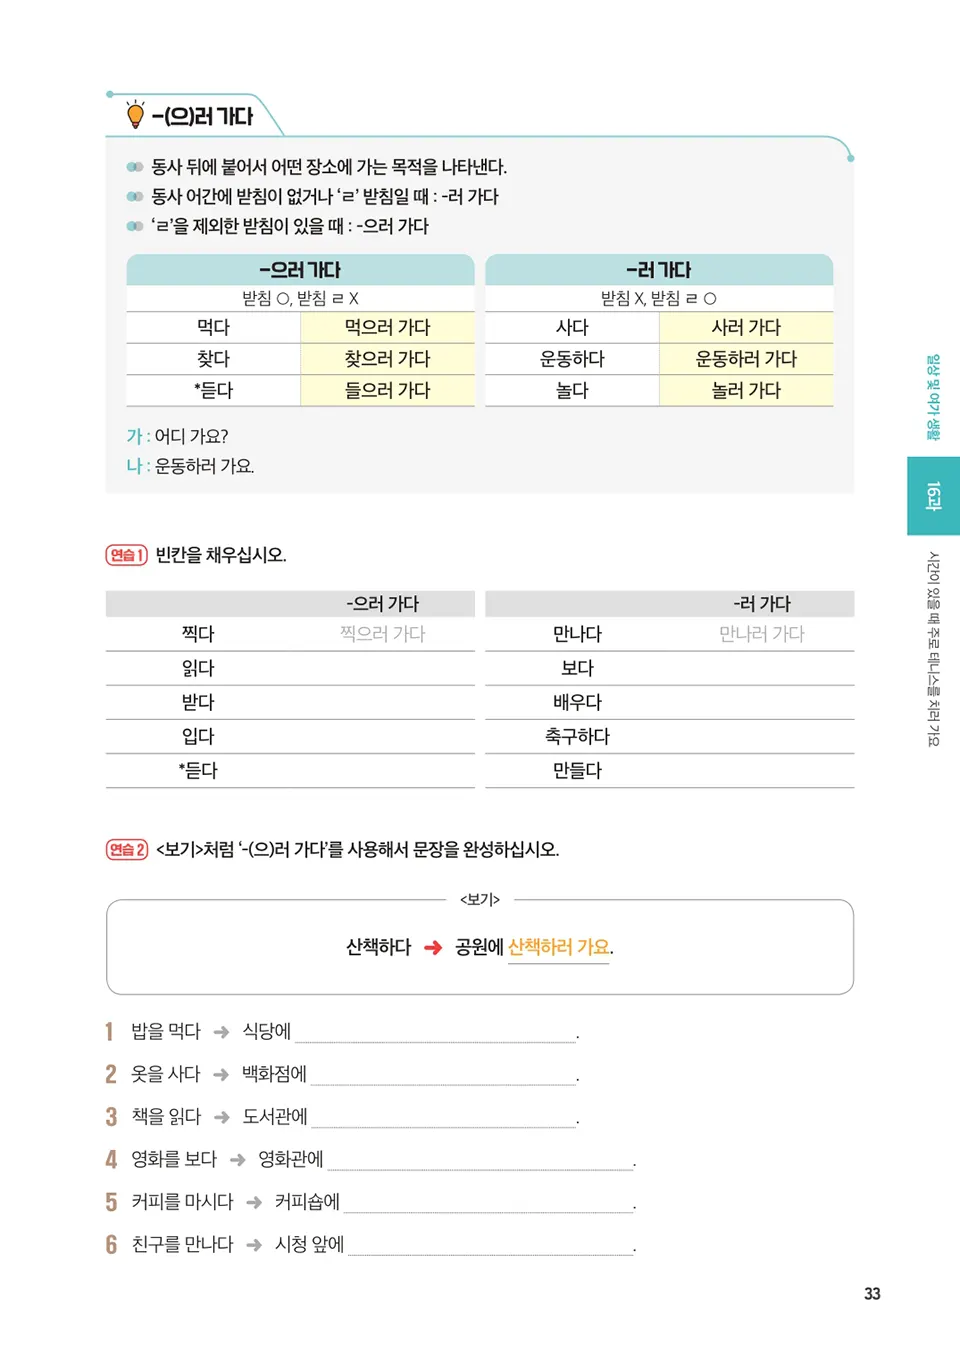 -(으)러 가다
동사 뒤에 붙어서 어떤 장소에 가는 목적을 나타낸다.
동사 어간에 받침이 없거나 ‘ㄹ’ 받침일 때 : -러 가다
‘ㄹ’을 제외한 받침이 있을 때 : -으러 가다
-으러 가다
받침 ○, 받침 ㄹ X
먹다 먹으러 가다
찾다 찾으러 가다
*듣다 들으러 가다
-러 가다
받침 X, 받침 ㄹ ○
사다 사러 가다
운동하다 운동하러 가다
놀다 놀러 가다
가 : 어디 가요?
나 : 운동하러 가요.
연습 1 빈칸을 채우십시오.
-으러 가다
찍다 찍으러 가다
읽다
받다
입다
*듣다
-러 가다
만나다 만나러 가다
보다
배우다
축구하다
만들다
연습 2 <보기>처럼 ‘-(으)러 가다’를 사용해서 문장을 완성하십시오.
<보기>
산책하다 ➜ 공원에 산책하러 가요.
1 밥을 먹다 ➜ 식당에 .
2 옷을 사다 ➜ 백화점에 .
3 책을 읽다 ➜ 도서관에 .
4 영화를 보다 ➜ 영화관에 .
5 커피를 마시다 ➜ 커피숍에 .
6 친구를 만나다 ➜ 시청 앞에 .
일상 및 여가 생활
16과
시간이 있을 때 주로 테니스를 치러 가요
33